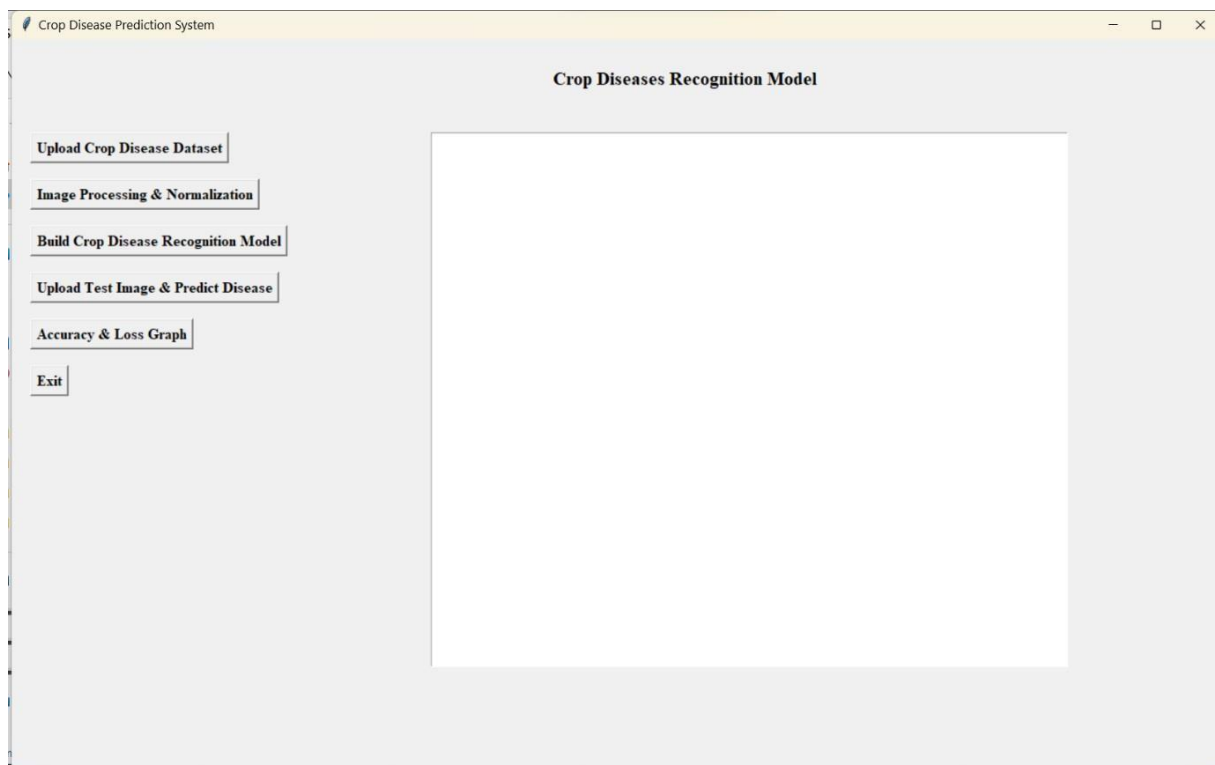 Crop Disease Prediction System
Crop Diseases Recognition Model
Upload Crop Disease Dataset
Image Processing & Normalization
Build Crop Disease Recognition Model
Upload Test Image & Predict Disease
Accuracy & Loss Graph
Exit